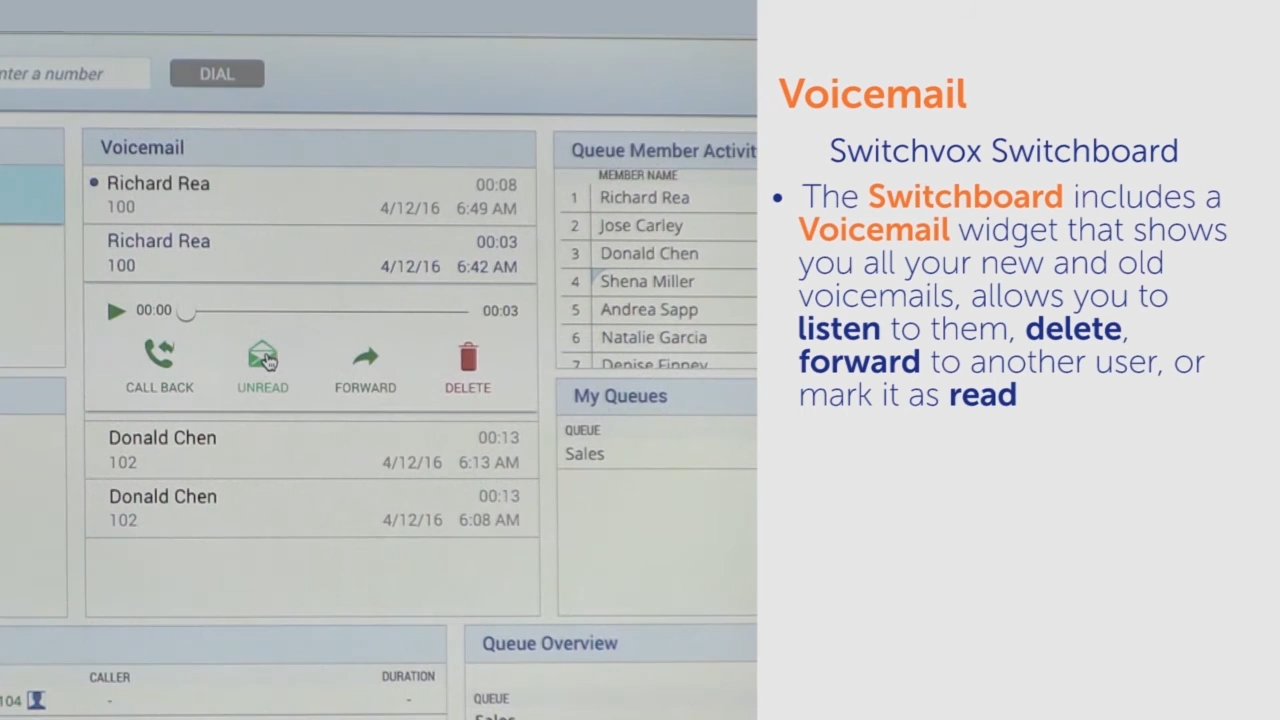 nter a number
DIAL
Voicemail
Richard Rea 00:08
100 4/12/16 6:49 AM
Richard Rea 00:03
100 4/12/16 6:42 AM
00:00 00:03
CALL BACK UNREAD FORWARD DELETE
Donald Chen 00:13
102 4/12/16 6:13 AM
Donald Chen 00:13
102 4/12/16 6:08 AM
Queue Member Activit
MEMBER NAME
1 Richard Rea
2 Jose Carley
3 Donald Chen
4 Shena Miller
5 Andrea Sapp
6 Natalie Garcia
7 Denise Finney
My Queues
QUEUE
Sales
CALLER DURATION
104 - -
Queue Overview
QUEUE
Sales
Voicemail
Switchvox Switchboard
• The Switchboard includes a
Voicemail widget that shows
you all your new and old
voicemails, allows you to
listen to them, delete,
forward to another user, or
mark it as read